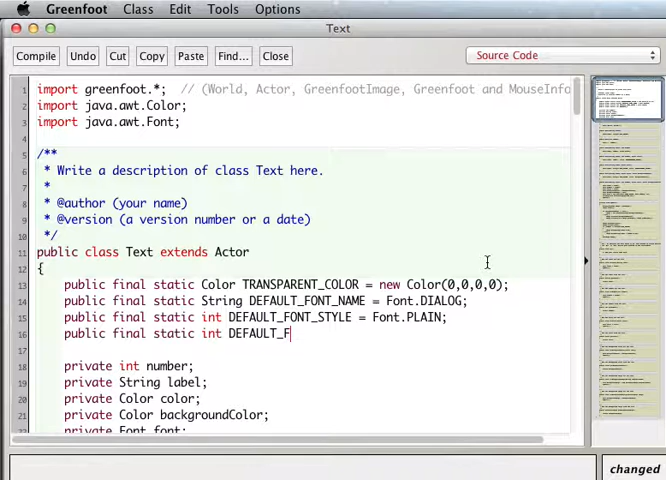 Greenfoot Class Edit Tools Options
Text
Compile Undo Cut Copy Paste Find... Close Source Code
1 import greenfoot.*; // (World, Actor, GreenfootImage, Greenfoot and MouseInfo
2 import java.awt.Color;
3 import java.awt.Font;
4
5 /**
6 * Write a description of class Text here.
7 *
8 * @author (your name)
9 * @version (a version number or a date)
10 */
11 public class Text extends Actor
12 {
13 public final static Color TRANSPARENT_COLOR = new Color(0,0,0,0);
14 public final static String DEFAULT_FONT_NAME = Font.DIALOG;
15 public final static int DEFAULT_FONT_STYLE = Font.PLAIN;
16 public final static int DEFAULT_F
17
18 private int number;
19 private String label;
20 private Color color;
21 private Color backgroundColor;
22 private Font font;
changed